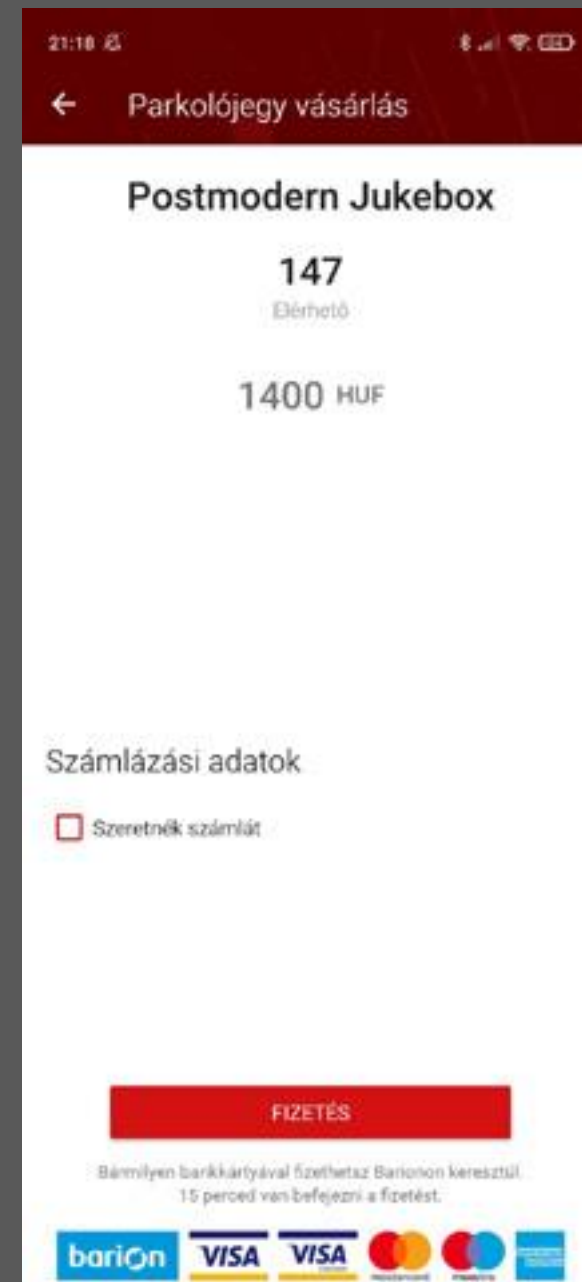 21:18
Parkolójegy vásárlás
Postmodern Jukebox
147
Elérhető
1400 HUF
Számlázási adatok
Szeretnék számlát
FIZETÉS
Bármilyen bankkártyával fizethetsz Barionon keresztül.
15 perced van befejezni a fizetést.
barion VISA VISA